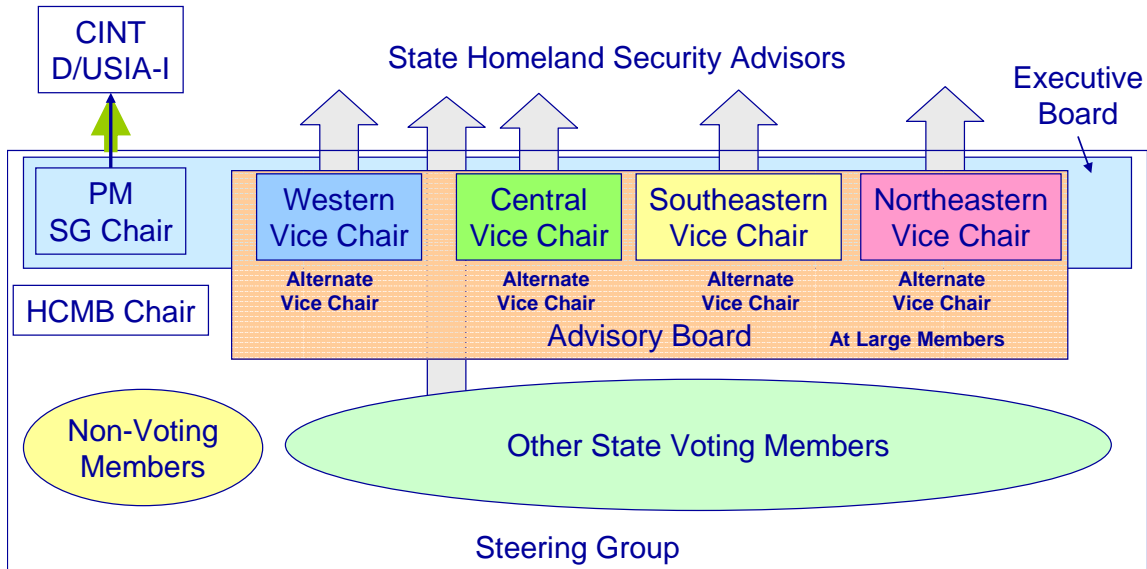 CINT
D/USIA-I
State Homeland Security Advisors
Executive
Board
PM
SG Chair
Western
Vice Chair
Central
Vice Chair
Southeastern
Vice Chair
Northeastern
Vice Chair
Alternate
Vice Chair
Alternate
Vice Chair
Alternate
Vice Chair
Alternate
Vice Chair
HCMB Chair
Advisory Board
At Large Members
Non-Voting
Members
Other State Voting Members
Steering Group